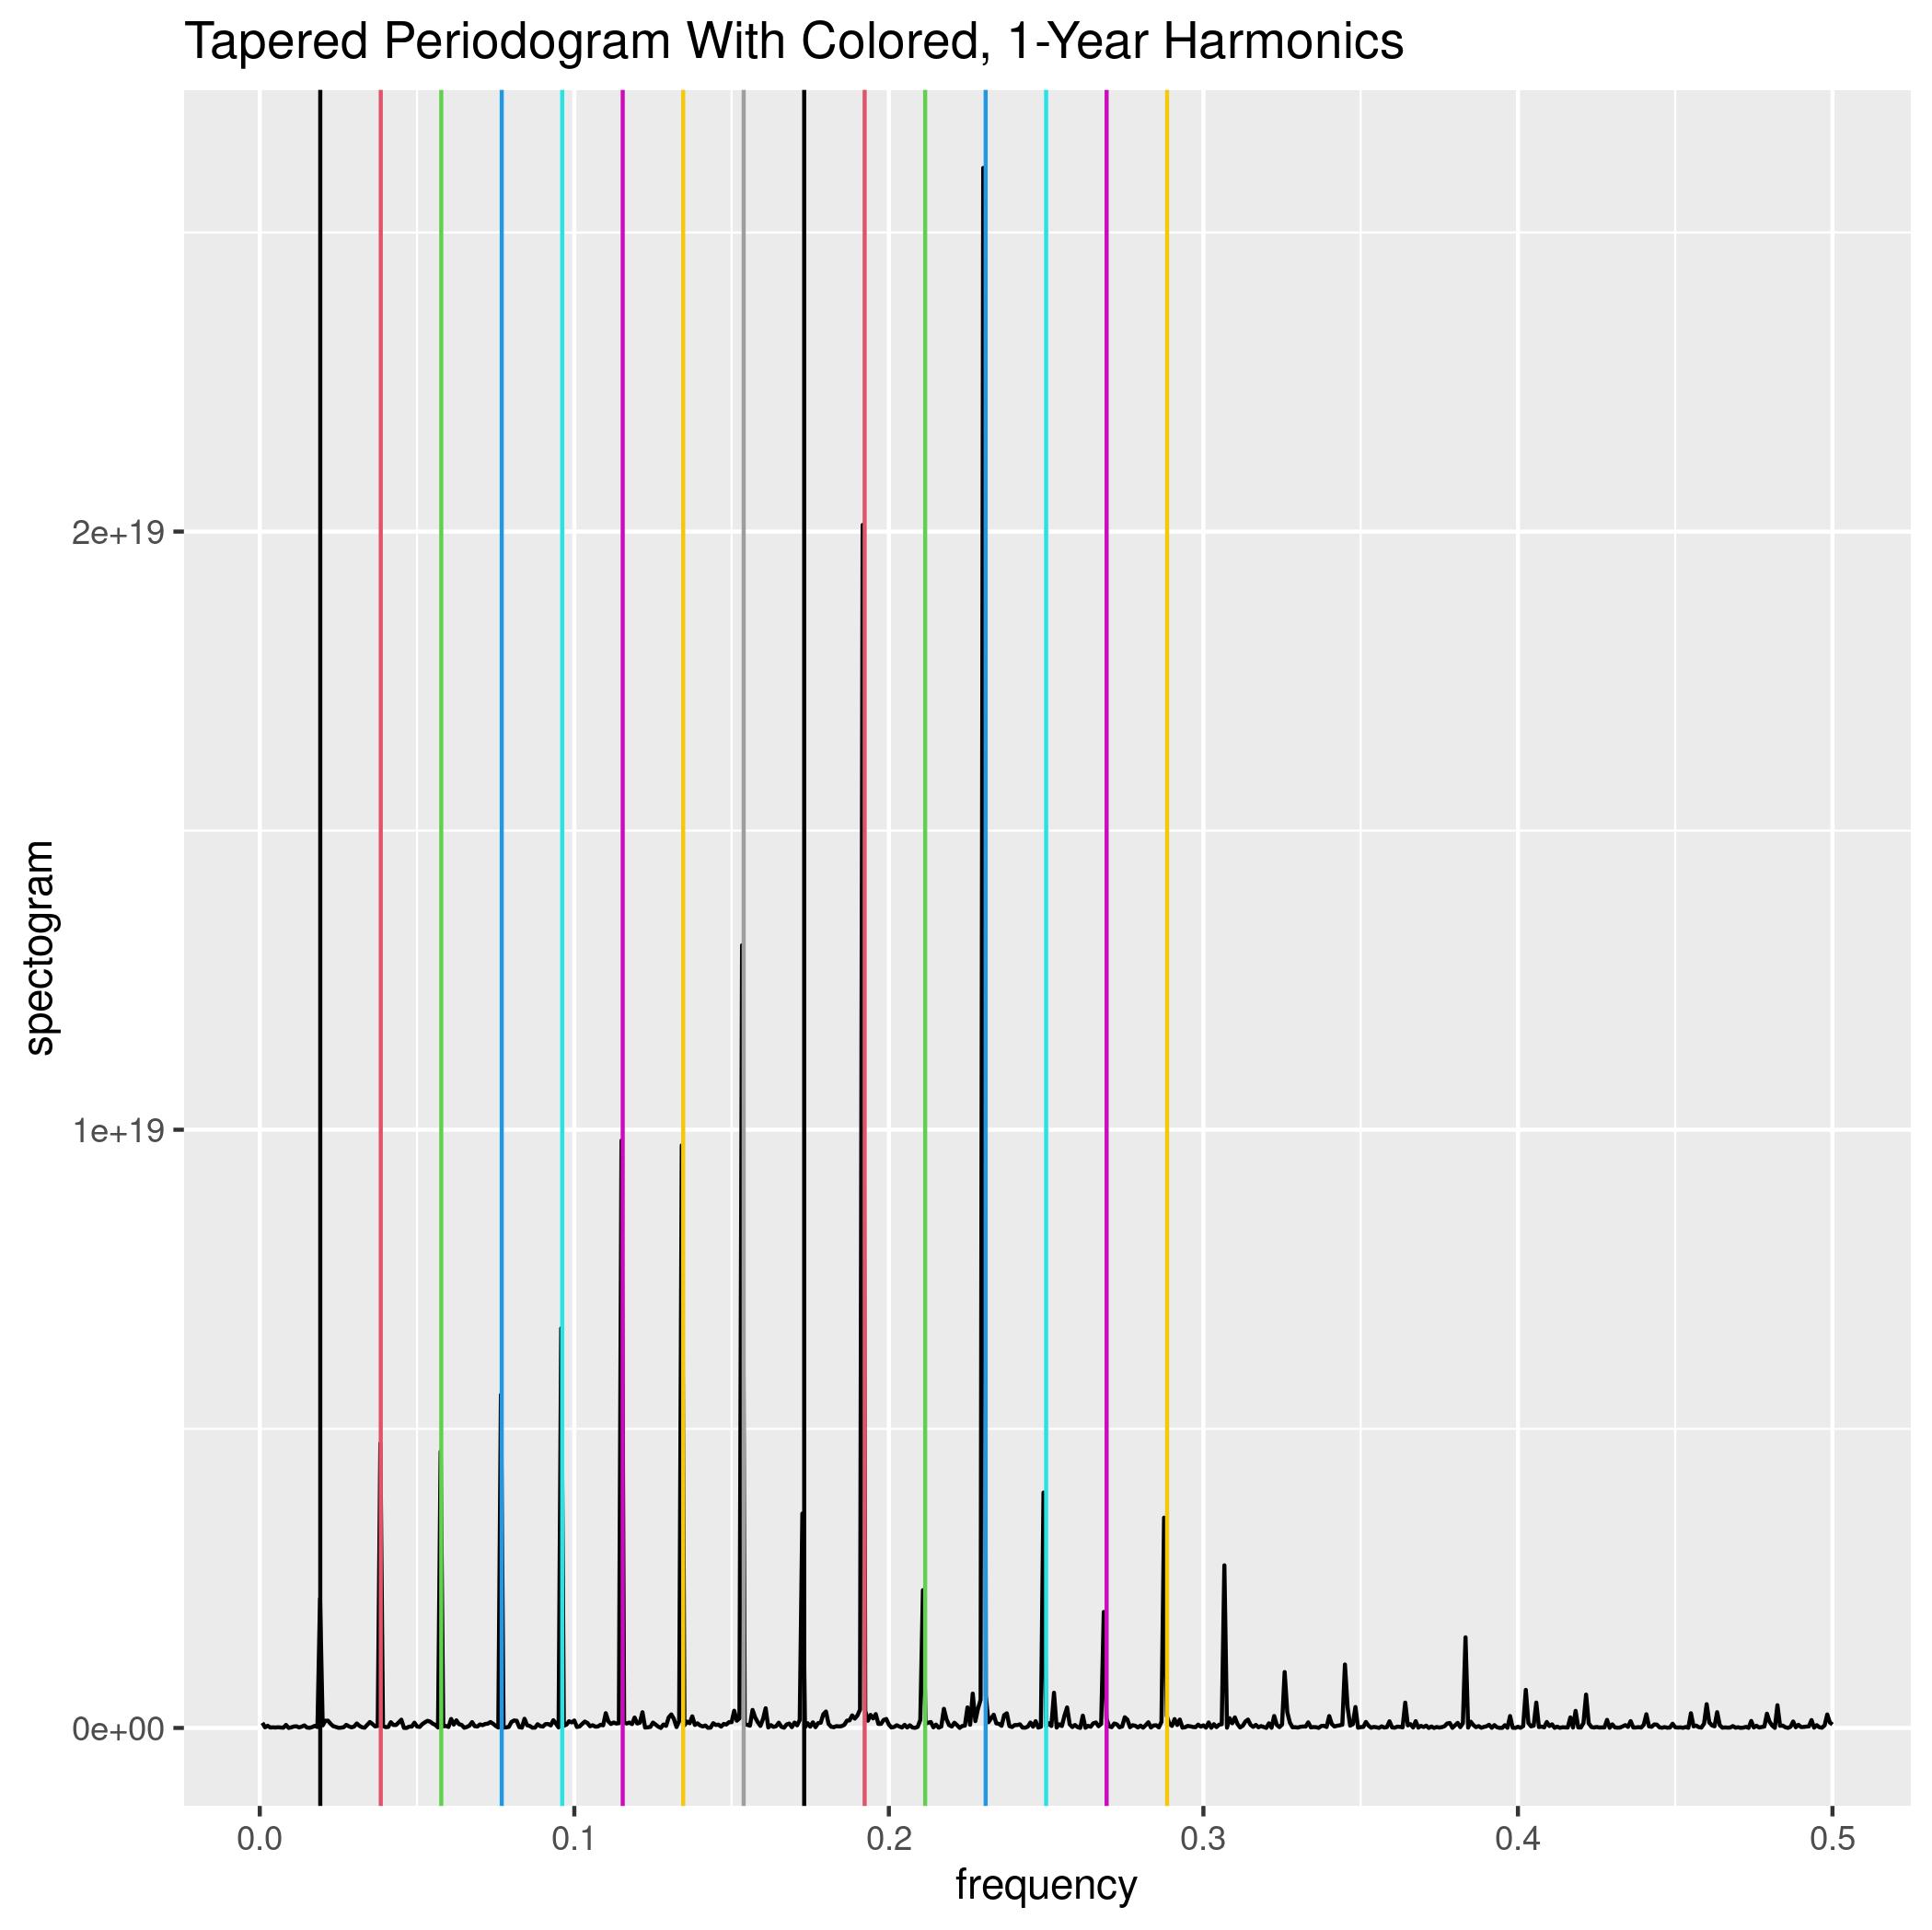 Tapered Periodogram With Colored, 1-Year Harmonics
spectogram
2e+19
1e+19
0e+00
0.0 0.1 0.2 0.3 0.4 0.5
frequency